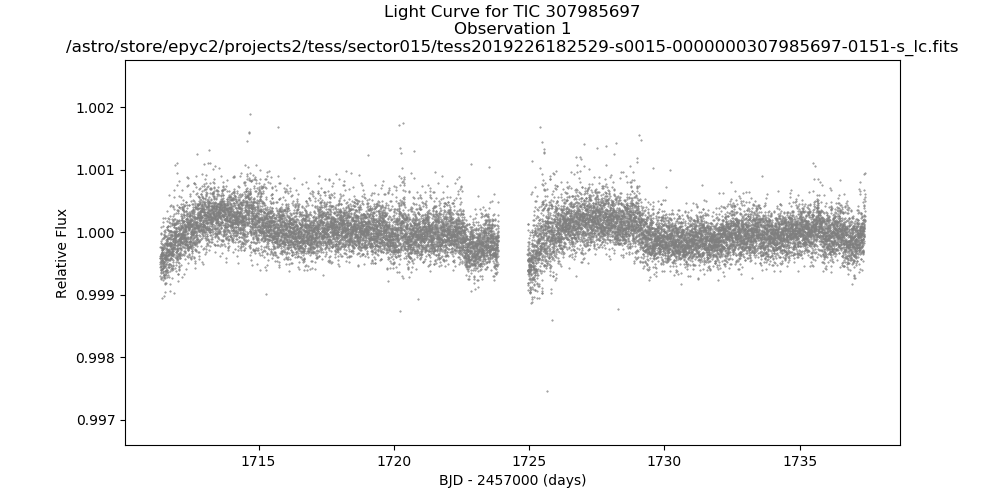 Light Curve for TIC 307985697
Observation 1
/astro/store/epyc2/projects2/tess/sector015/tess2019226182529-s0015-0000000307985697-0151-s_lc.fits
1.002
1.001
1.000
0.999
0.998
0.997
Relative Flux
1715
1720
1725
1730
1735
BJD - 2457000 (days)